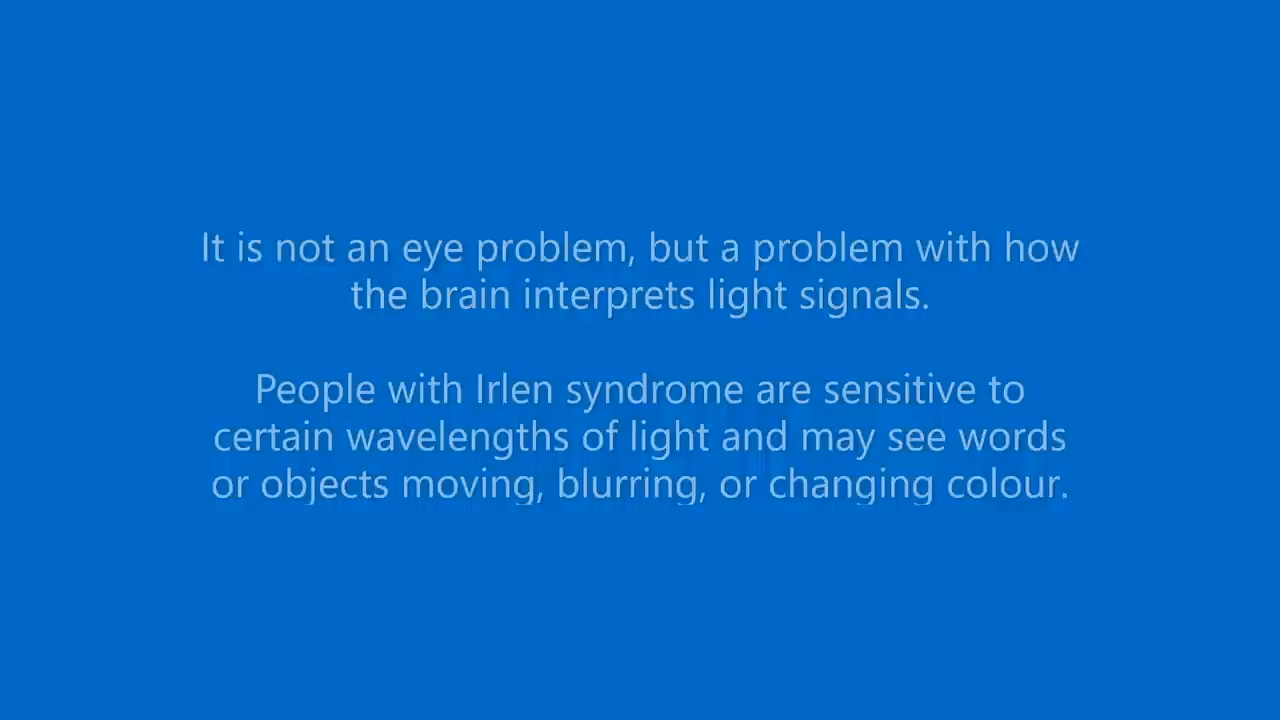 It is not an eye problem, but a problem with how
the brain interprets light signals.
People with Irlen syndrome are sensitive to
certain wavelengths of light and may see words
or objects moving, blurring, or changing colour.